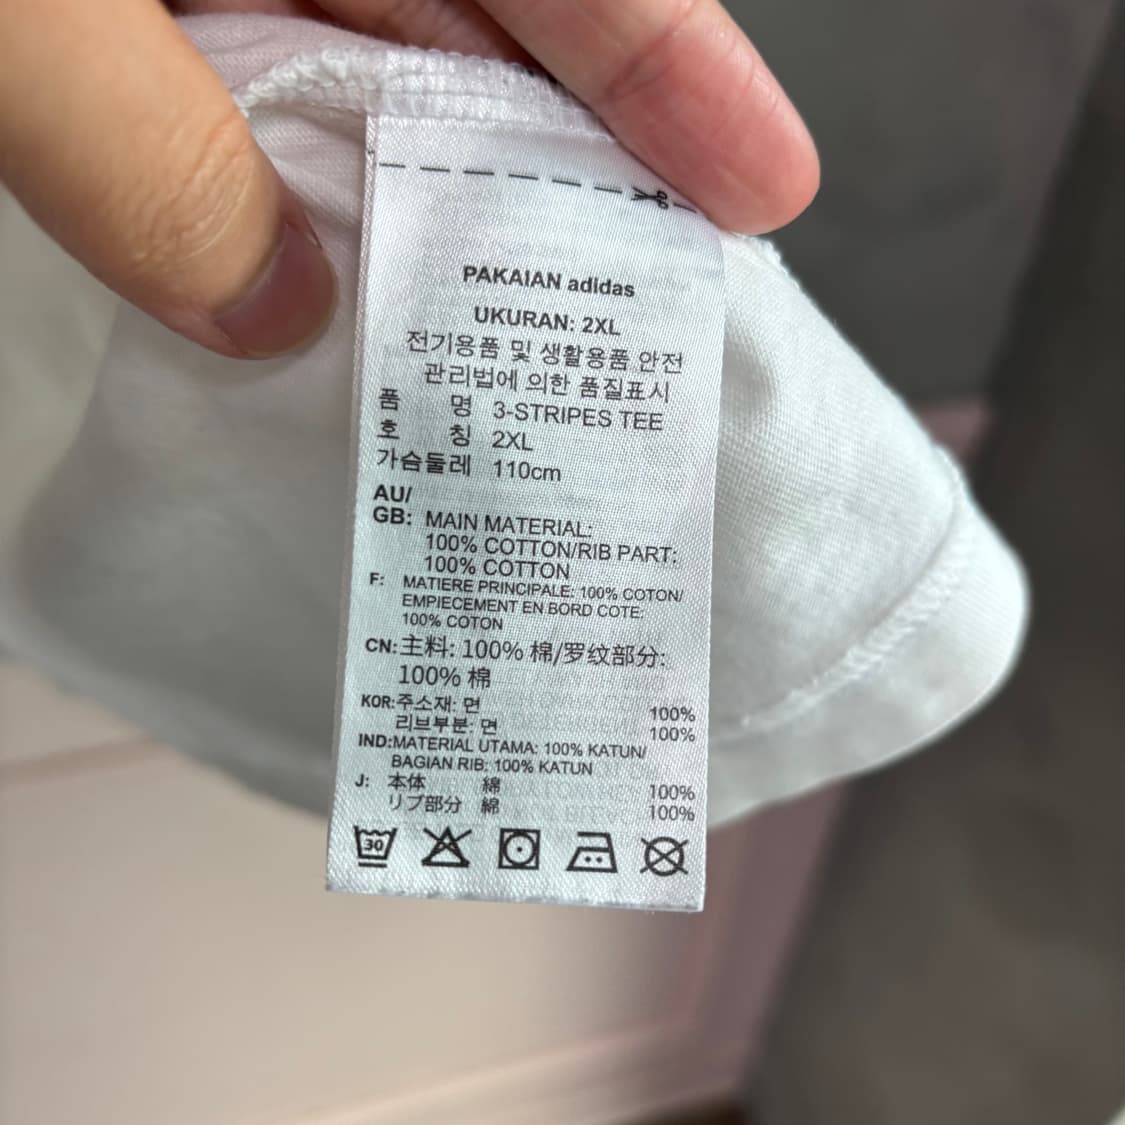 PAKAIAN adidas
UKURAN: 2XL
전기용품 및 생활용품 안전
관리법에 의한 품질표시
품 명 3-STRIPES TEE
호 칭 2XL
가슴둘레 110cm
AU/
GB: MAIN MATERIAL:
100% COTTON/RIB PART:
100% COTTON
F: MATIERE PRINCIPALE: 100% COTON/
EMPIECEMENT EN BORD COTE:
100% COTON
CN: 主料: 100% 棉/罗纹部分:
100% 棉
KOR: 주소재: 면 100%
리브부분: 면 100%
IND: MATERIAL UTAMA: 100% KATUN/
BAGIAN RIB: 100% KATUN
J: 本体 綿 100%
リブ部分 綿 100%
30